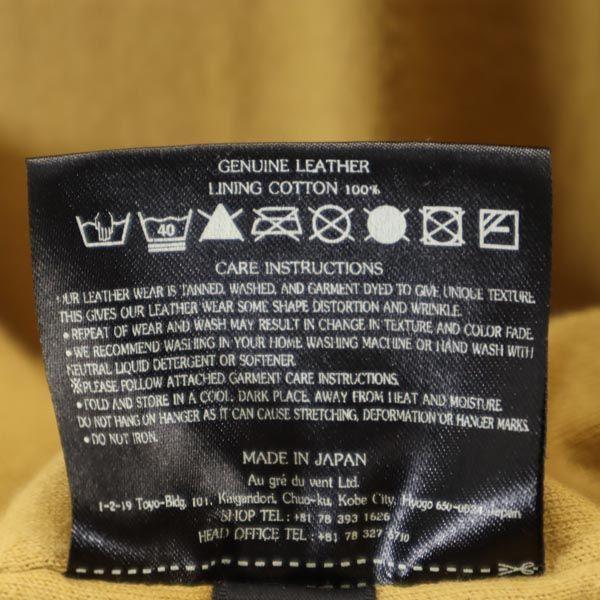 GENUINE LEATHER
LINING COTTON 100%
40
CARE INSTRUCTIONS
OUR LEATHER WEAR IS TANNED, WASHED, AND GARMENT DYED TO GIVE UNIQUE TEXTURE
THIS GIVES OUR LEATHER WEAR SOME SHAPE DISTORTION AND WRINKLE.
• REPEAT OF WEAR AND WASH MAY RESULT IN CHANGE IN TEXTURE AND COLOR FADE
• WE RECOMMEND WASHING IN YOUR HOME WASHING MACHINE OR HAND WASH WITH
NEUTRAL LIQUID DETERGENT OR SOFTENER.
※PLEASE FOLLOW ATTACHED GARMENT CARE INSTRUCTIONS.
• FOLD AND STORE IN A COOL, DARK PLACE, AWAY FROM HEAT AND MOISTURE
DO NOT HANG ON HANGER AS IT CAN CAUSE STRETCHING, DEFORMATION OR HANGER MARKS.
• DO NOT IRON.
MADE IN JAPAN
Au gré du vent Ltd.
1-2-19 Toyo-Bldg. 101, Kaigandori, Chuo-ku, Kobe City, Hyogo 650-0024, Japan
SHOP TEL : +81 78 393 1626
HEAD OFFICE TEL : +81 78 327